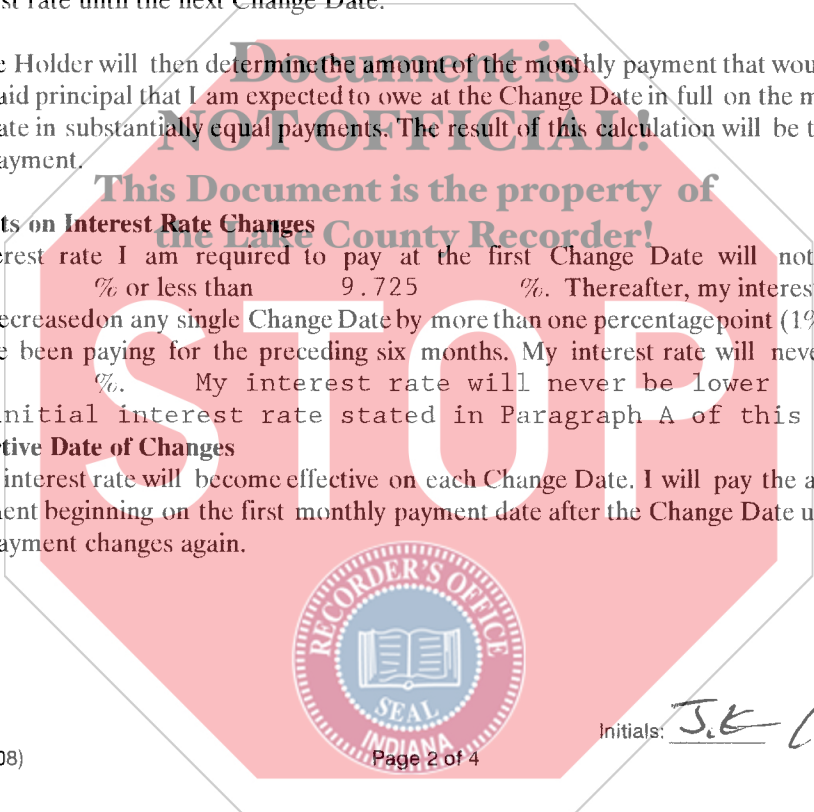 st rate until the next Change Date.
Document is
e Holder will then determine the amount of the monthly payment that wou
aid principal that I am expected to owe at the Change Date in full on the m
ate in substantially equal payments. The result of this calculation will be t
NOT OFFICIAL!
ayment.
This Document is the property of
ts on Interest Rate Changes
the Lake County Recorder!
erest rate I am required to pay at the first Change Date will not
% or less than 9.725 %. Thereafter, my interes
ecreased on any single Change Date by more than one percentage point (1%
e been paying for the preceding six months. My interest rate will neve
%. My interest rate will never be lower
initial interest rate stated in Paragraph A of this
tive Date of Changes
interest rate will become effective on each Change Date. I will pay the a
ent beginning on the first monthly payment date after the Change Date u
ayment changes again.
STOP
RECORDER'S OFFICE
SEAL
INDIANA
Initials: J.K
08)
Page 2 of 4